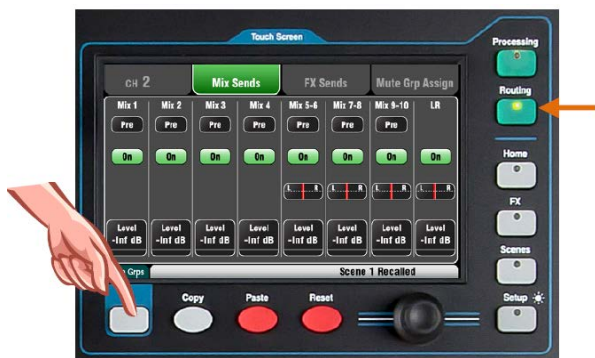 Touch Screen
Processing
CH 2 Mix Sends FX Sends Mute Grp Assign
Routing
Mix 1 Mix 2 Mix 3 Mix 4 Mix 5-6 Mix 7-8 Mix 9-10 LR
Pre Pre Pre Pre Pre Pre Pre
On On On On On On On On
Home
L R L R L R L R
FX
Level Level Level Level Level Level Level Level
-Inf dB -Inf dB -Inf dB -Inf dB -Inf dB -Inf dB -Inf dB -Inf dB
Scenes
Grps Scene 1 Recalled
Copy Paste Reset Setup